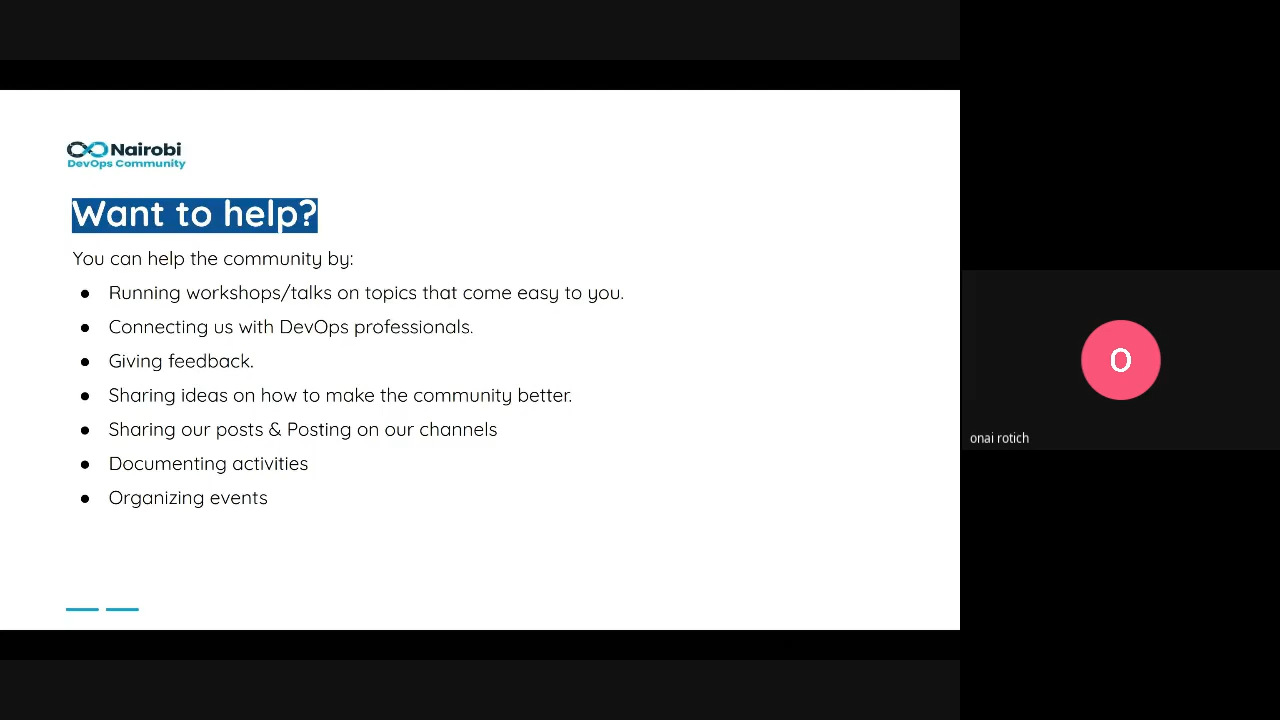 Nairobi
DevOps Community
Want to help?
You can help the community by:
● Running workshops/talks on topics that come easy to you.
● Connecting us with DevOps professionals.
● Giving feedback.
● Sharing ideas on how to make the community better.
● Sharing our posts & Posting on our channels
● Documenting activities
● Organizing events
O
onai rotich